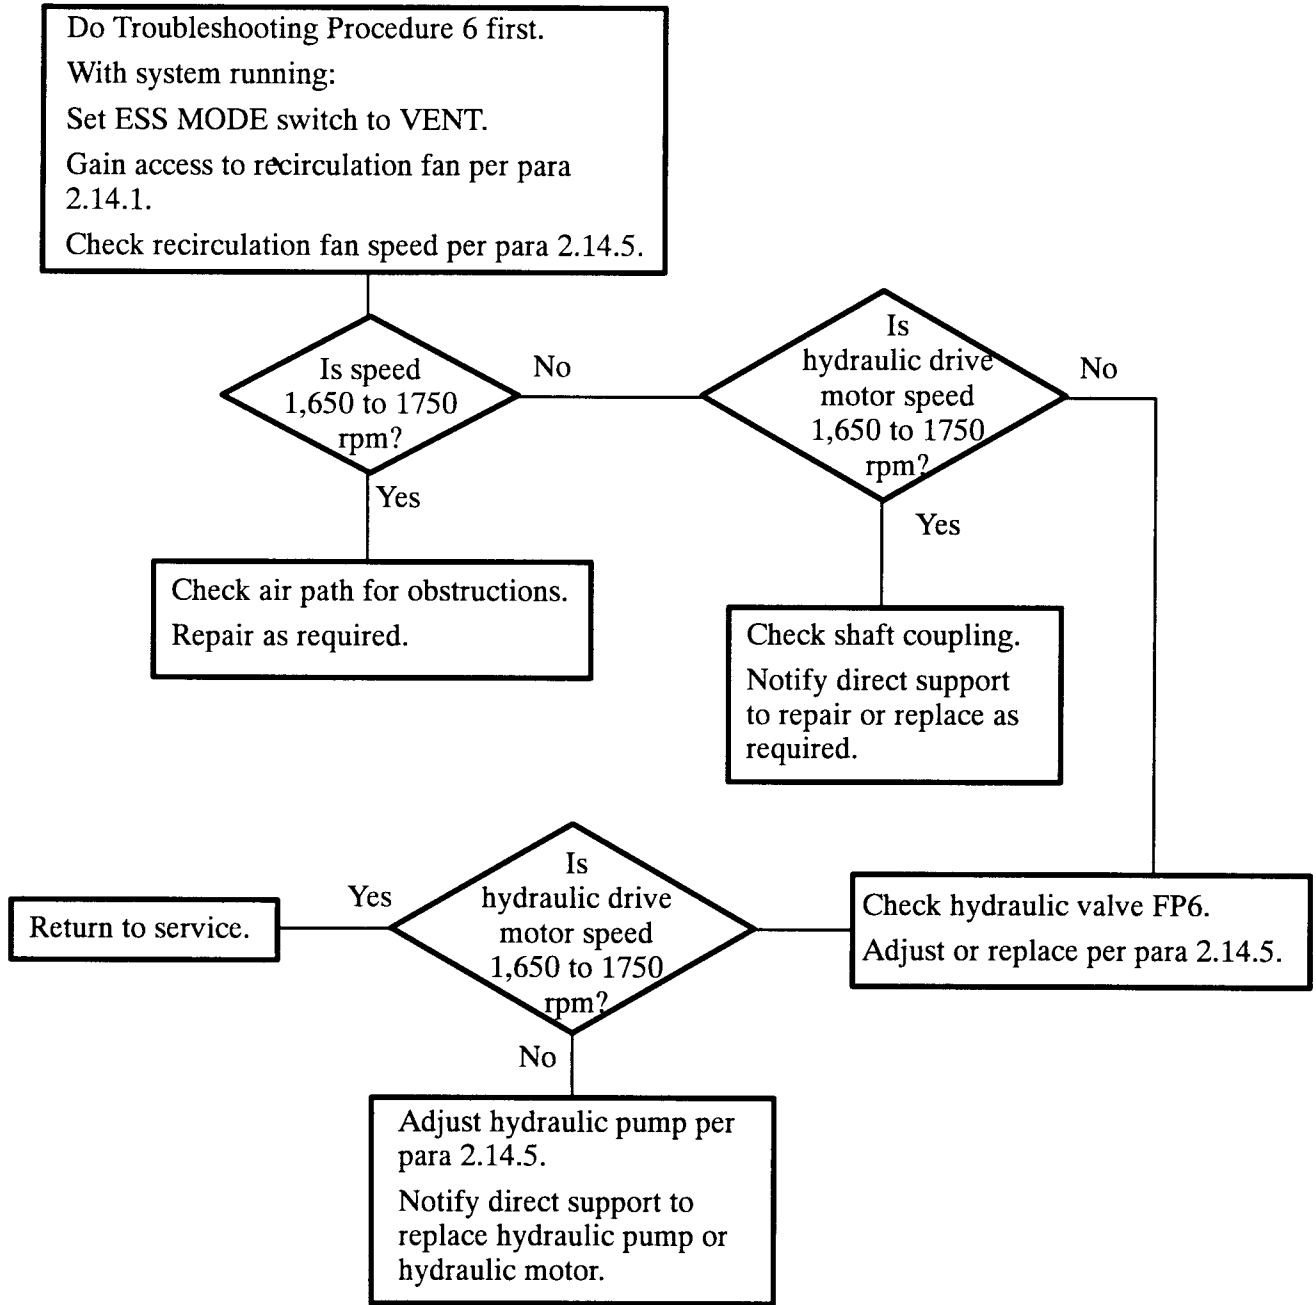 Do Troubleshooting Procedure 6 first.
With system running:
Set ESS MODE switch to VENT.
Gain access to recirculation fan per para
2.14.1.
Check recirculation fan speed per para 2.14.5.
Is speed
1,650 to 1750
rpm?
No
Yes
Is
hydraulic drive
motor speed
1,650 to 1750
rpm?
No
Yes
Check air path for obstructions.
Repair as required.
Check shaft coupling.
Notify direct support
to repair or replace as
required.
Check hydraulic valve FP6.
Adjust or replace per para 2.14.5.
Is
hydraulic drive
motor speed
1,650 to 1750
rpm?
Yes
Return to service.
No
Adjust hydraulic pump per
para 2.14.5.
Notify direct support to
replace hydraulic pump or
hydraulic motor.